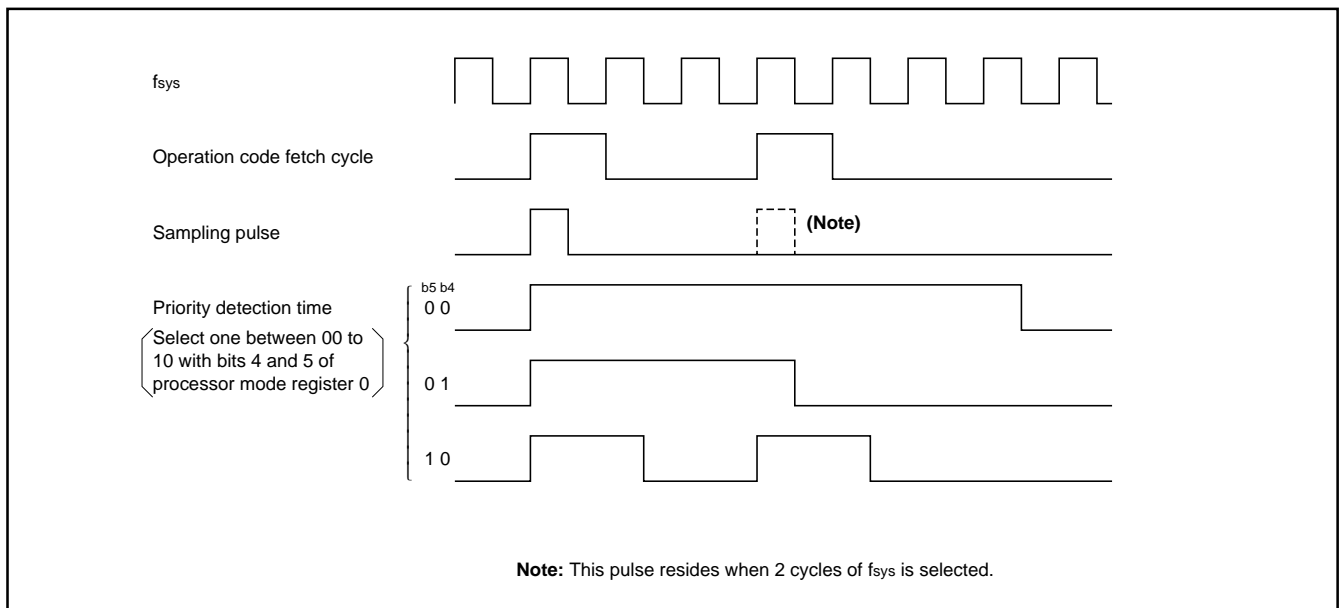 fsys
Operation code fetch cycle
Sampling pulse
(Note)
b5 b4
Priority detection time
0 0
Select one between 00 to
10 with bits 4 and 5 of
processor mode register 0
0 1
1 0
Note: This pulse resides when 2 cycles of fsys is selected.